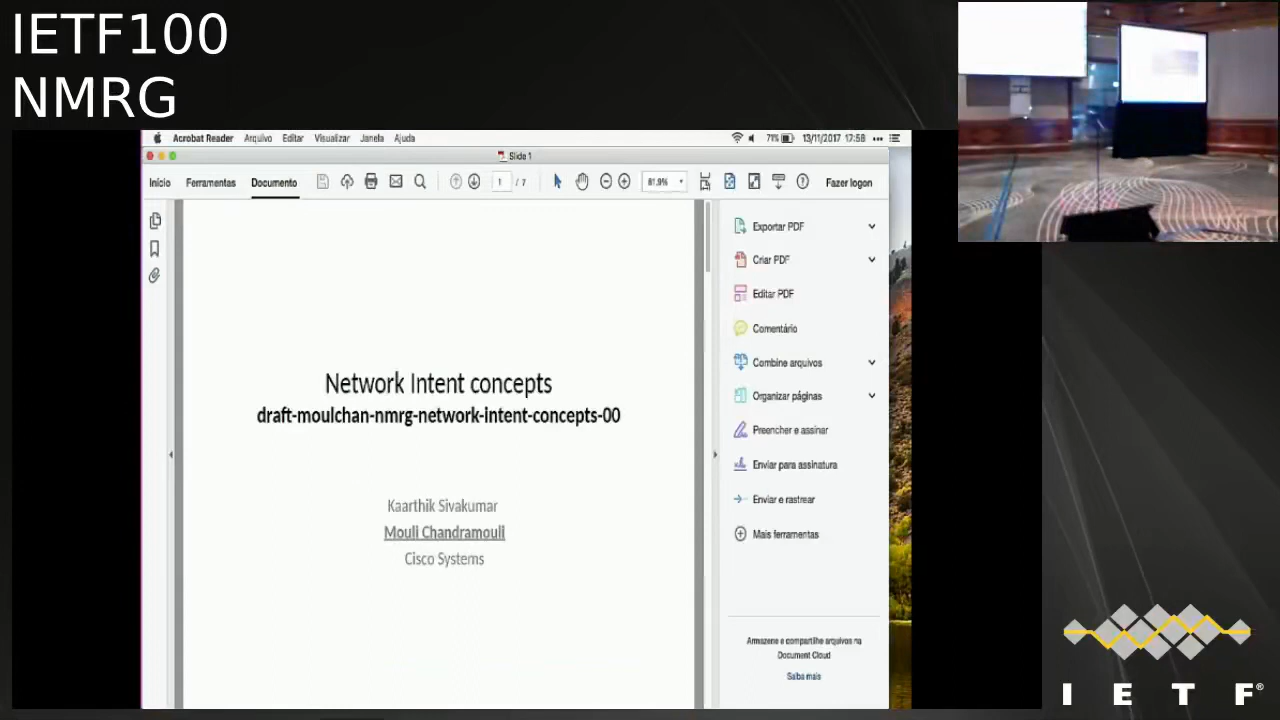 IETF100
NMRG
Acrobat Reader Arquivo Editar Visualizar Janela Ajuda 71% 13/11/2017 17:58
Slide 1
Início Ferramentas Documento 1 / 7 81,9% Fazer logon
Exportar PDF
Criar PDF
Editar PDF
Comentário
Combine arquivos
Organizar páginas
Preencher e assinar
Enviar para assinatura
Enviar e rastrear
Mais ferramentas
Network Intent concepts
draft-moulchan-nmrg-network-intent-concepts-00
Kaarthik Sivakumar
Mouli Chandramouli
Cisco Systems
Armazene e compartilhe arquivos na
Document Cloud
Saiba mais
I E T F®